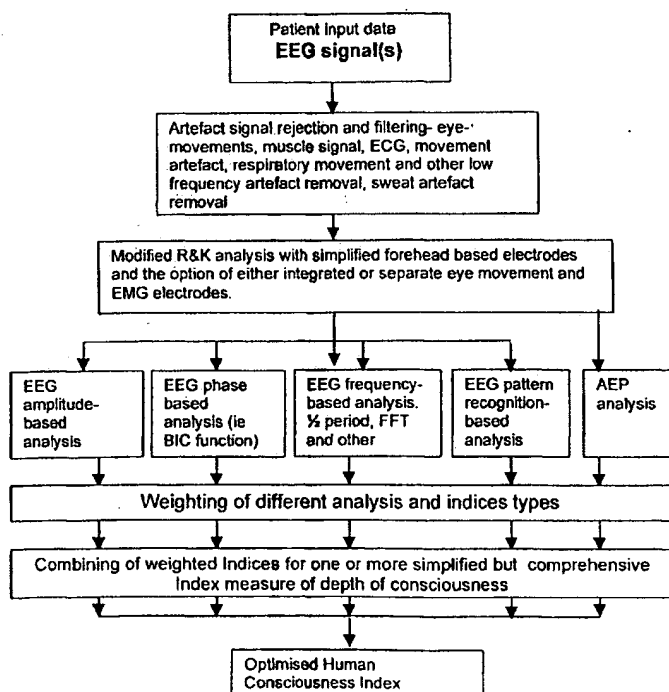 Patient input data
EEG signal(s)
Artefact signal rejection and filtering- eye-
movements, muscle signal, ECG, movement
artefact, respiratory movement and other low
frequency artefact removal, sweat artefact
removal
Modified R&K analysis with simplified forehead based electrodes
and the option of either integrated or separate eye movement and
EMG electrodes.
EEG
amplitude-
based
analysis
EEG phase
based
analysis (ie
BIC function)
EEG frequency-
based analysis.
½ period, FFT
and other
EEG pattern
recognition-
based
analysis
AEP
analysis
Weighting of different analysis and indices types
Combining of weighted Indices for one or more simplified but comprehensive
Index measure of depth of consciousness
Optimised Human
Consciousness Index